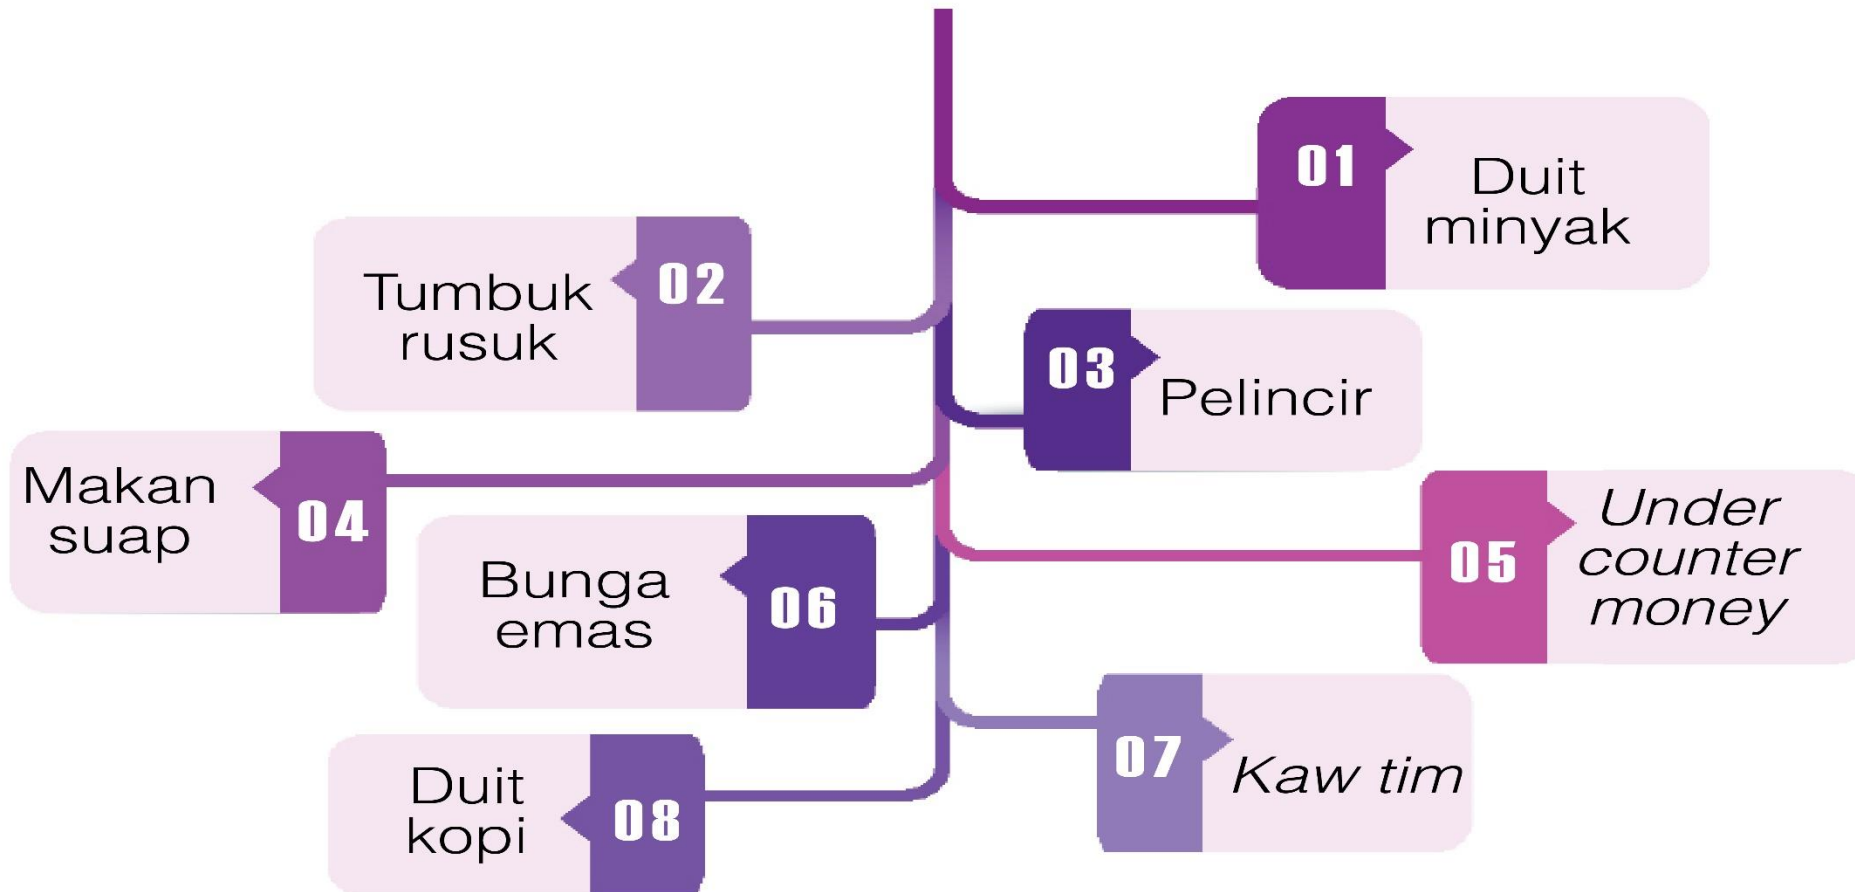 01
Duit
minyak
02
Tumbuk
rusuk
03
Pelincir
04
Makan
suap
05
Under
counter
money
06
Bunga
emas
07
Kaw tim
08
Duit
kopi